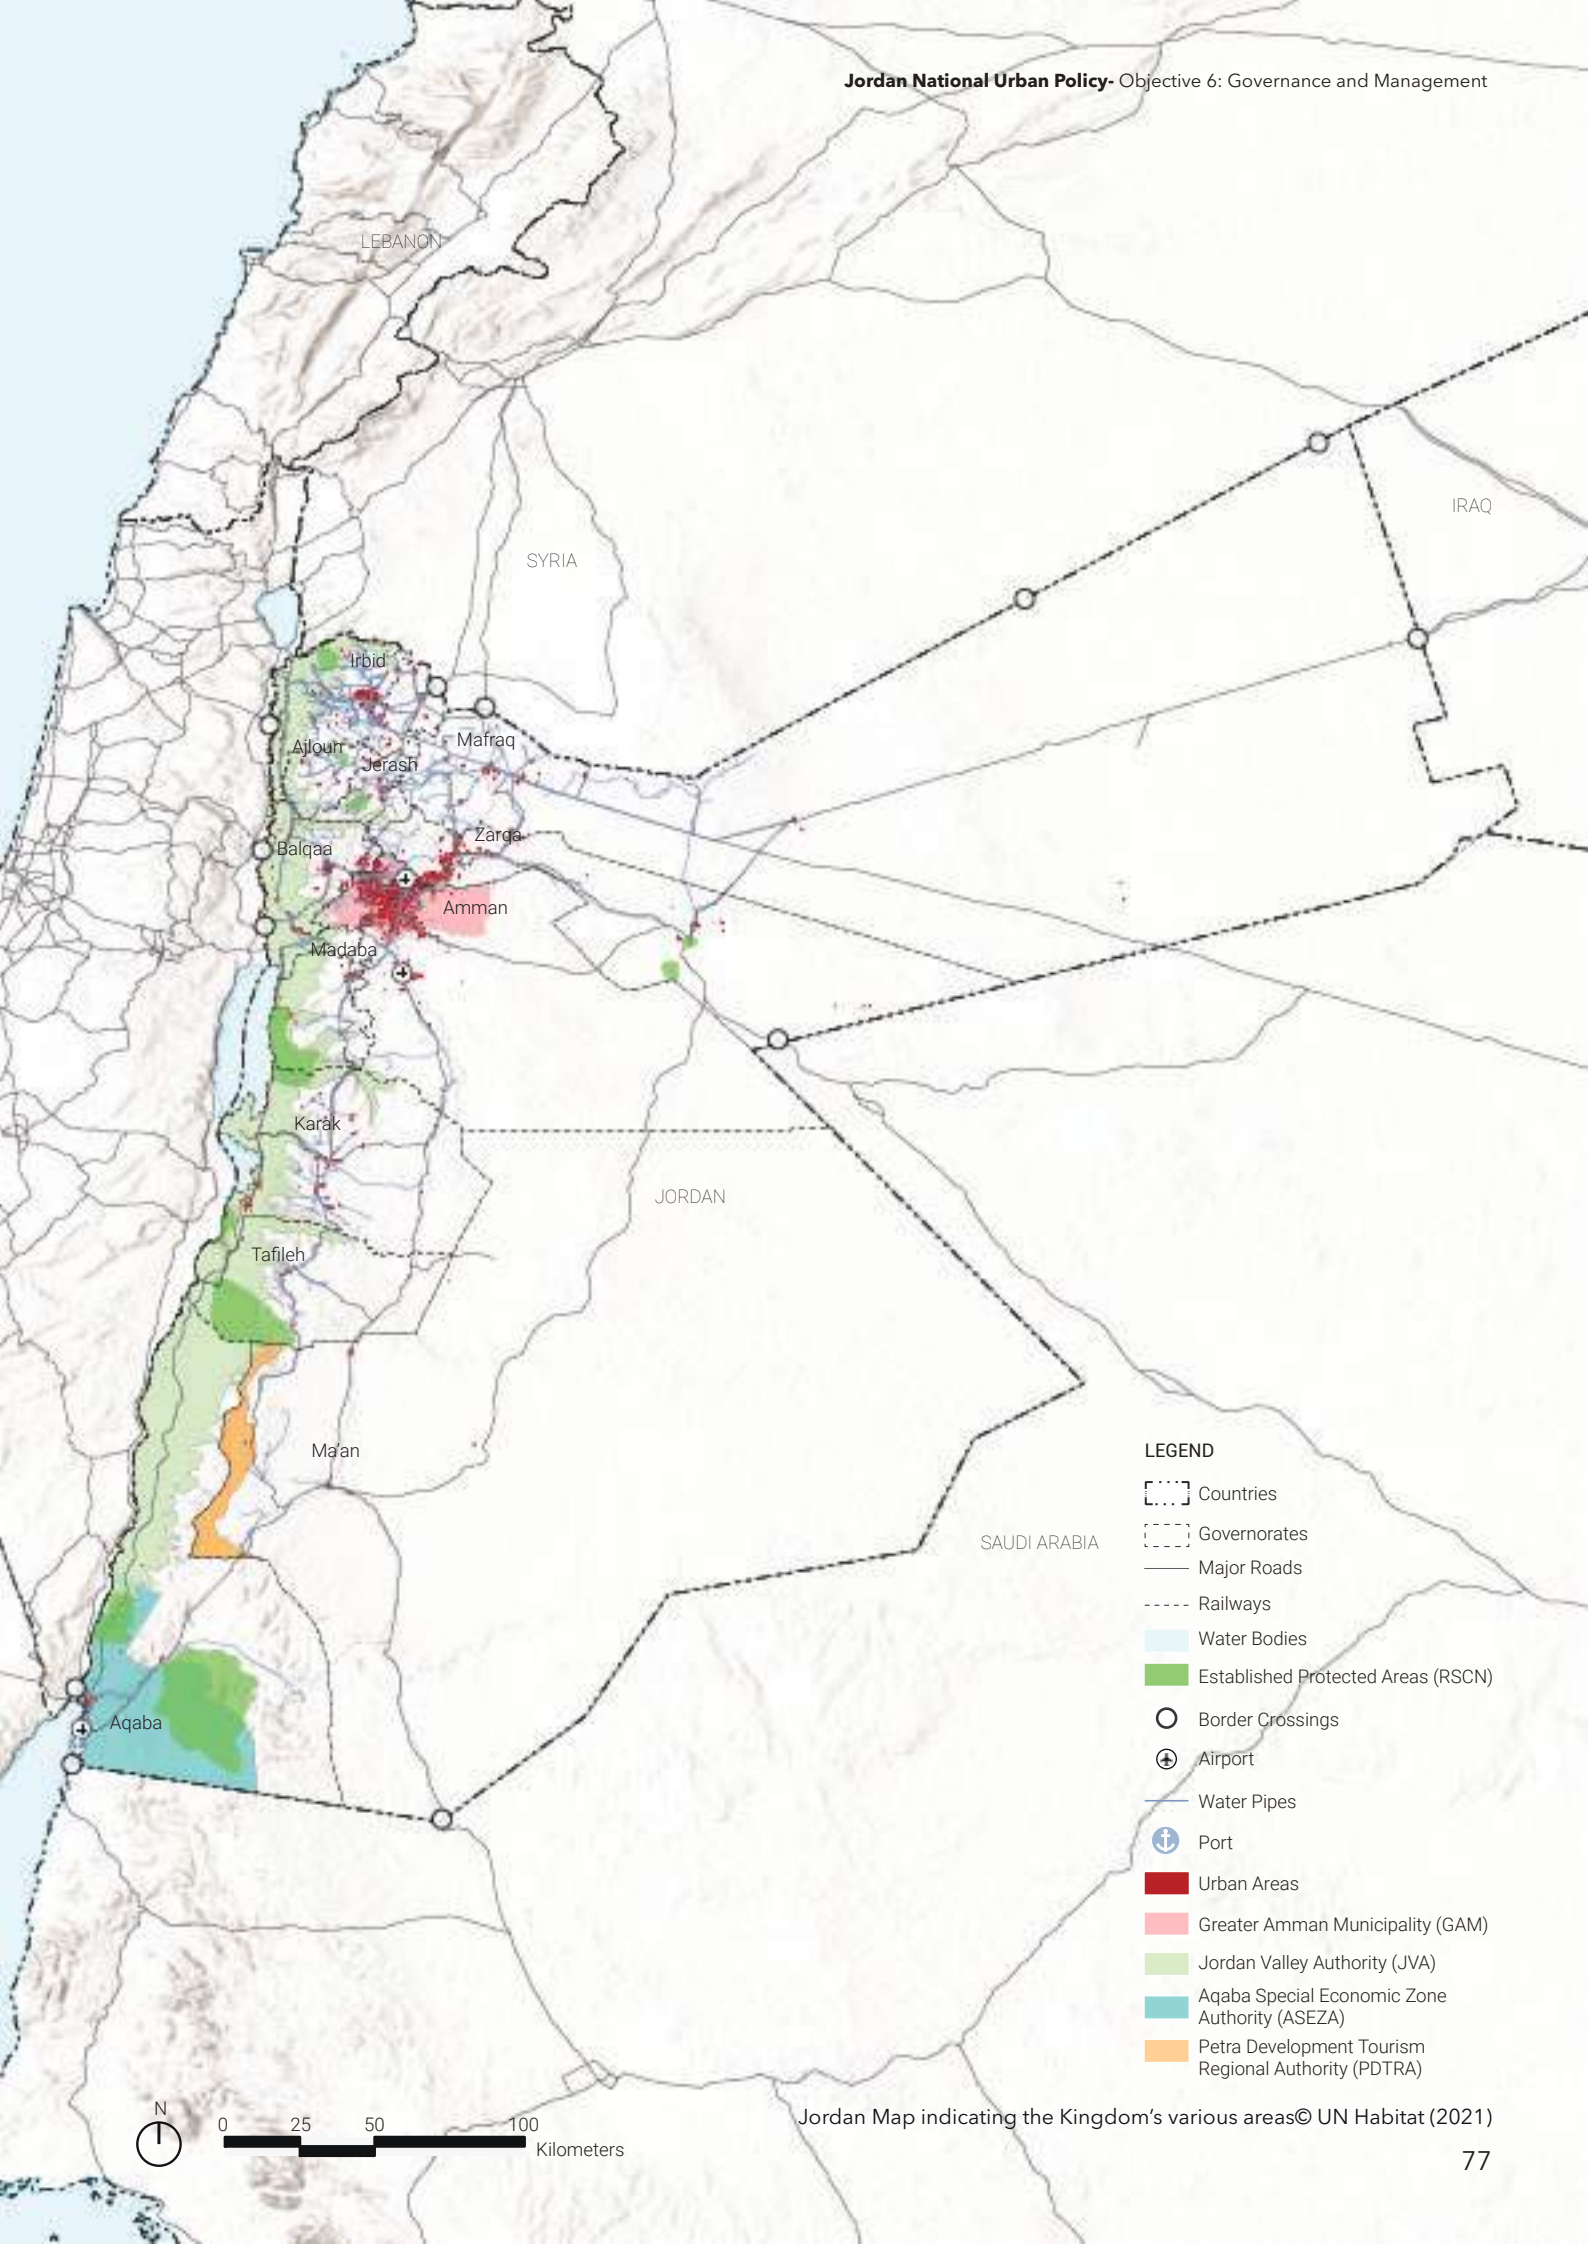 Jordan National Urban Policy- Objective 6: Governance and Management
LEBANON
IRAQ
SYRIA
Irbid
Mafraq
Ajloun
Jerash
Zarqa
Balqaa
Amman
Madaba
Karak
JORDAN
Tafileh
Ma'an
SAUDI ARABIA
Aqaba
LEGEND
Countries
Governorates
Major Roads
Railways
Water Bodies
Established Protected Areas (RSCN)
Border Crossings
Airport
Water Pipes
Port
Urban Areas
Greater Amman Municipality (GAM)
Jordan Valley Authority (JVA)
Aqaba Special Economic Zone
Authority (ASEZA)
Petra Development Tourism
Regional Authority (PDTRA)
N
0 25 50 100
Kilometers
Jordan Map indicating the Kingdom's various areas© UN Habitat (2021)
77